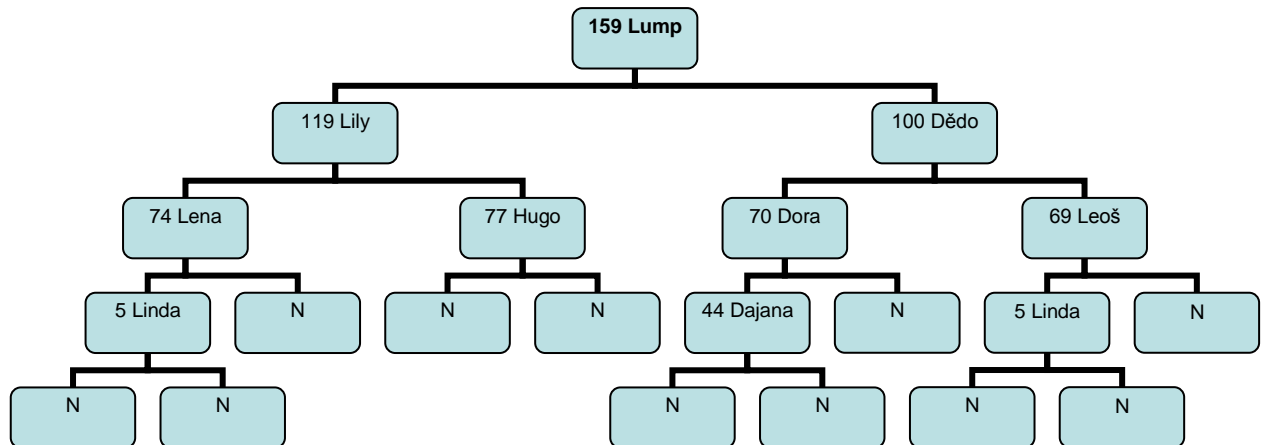 159 Lump
119 Lily
100 Dědo
74 Lena
77 Hugo
70 Dora
69 Leoš
5 Linda
N
N
N
44 Dajana
N
5 Linda
N
N
N
N
N
N
N